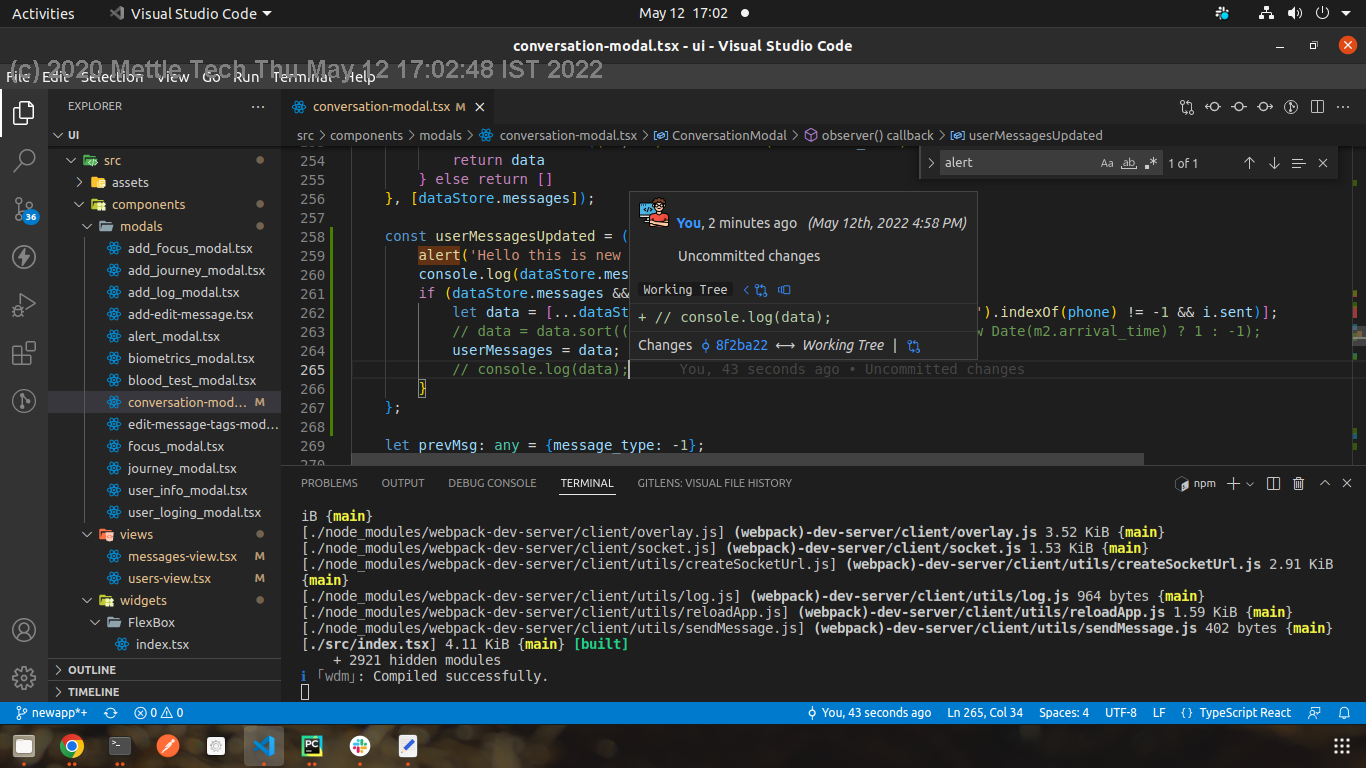 Activities
Visual Studio Code
May 12 17:02
conversation-modal.tsx - ui - Visual Studio Code
File Edit Selection View Go Run Terminal Help
(c) 2020 Mettle Tech Thu May 12 17:02:48 IST 2022
EXPLORER
UI
src
assets
components
modals
add_focus_modal.tsx
add_journey_modal.tsx
add_log_modal.tsx
add-edit-message.tsx
alert_modal.tsx
biometrics_modal.tsx
blood_test_modal.tsx
conversation-mod... M
edit-message-tags-mod...
focus_modal.tsx
journey_modal.tsx
user_info_modal.tsx
user_loging_modal.tsx
views
messages-view.tsx M
users-view.tsx M
widgets
FlexBox
index.tsx
OUTLINE
TIMELINE
36
conversation-modal.tsx M
src > components > modals > conversation-modal.tsx > ConversationModal > observer() callback > userMessagesUpdated
alert Aa ab .* 1 of 1
254 return data
255 } else return []
256 }, [dataStore.messages]);
257
258 const userMessagesUpdated = (
259 alert('Hello this is new
260 console.log(dataStore.mes
261 if (dataStore.messages &&
262 let data = [...dataSt ').indexOf(phone) != -1 && i.sent)];
263 // data = data.sort(( w Date(m2.arrival_time) ? 1 : -1);
264 userMessages = data;
265 // console.log(data); You, 43 seconds ago • Uncommitted changes
266 }
267 };
268
269 let prevMsg: any = {message_type: -1};
270
You, 2 minutes ago (May 12th, 2022 4:58 PM)
Uncommitted changes
Working Tree
+ // console.log(data);
Changes 8f2ba22 ⟷ Working Tree |
PROBLEMS OUTPUT DEBUG CONSOLE TERMINAL GITLENS: VISUAL FILE HISTORY
npm
iB {main}
[./node_modules/webpack-dev-server/client/overlay.js] (webpack)-dev-server/client/overlay.js 3.52 KiB {main}
[./node_modules/webpack-dev-server/client/socket.js] (webpack)-dev-server/client/socket.js 1.53 KiB {main}
[./node_modules/webpack-dev-server/client/utils/createSocketUrl.js] (webpack)-dev-server/client/utils/createSocketUrl.js 2.91 KiB
{main}
[./node_modules/webpack-dev-server/client/utils/log.js] (webpack)-dev-server/client/utils/log.js 964 bytes {main}
[./node_modules/webpack-dev-server/client/utils/reloadApp.js] (webpack)-dev-server/client/utils/reloadApp.js 1.59 KiB {main}
[./node_modules/webpack-dev-server/client/utils/sendMessage.js] (webpack)-dev-server/client/utils/sendMessage.js 402 bytes {main}
[./src/index.tsx] 4.11 KiB {main} [built]
+ 2921 hidden modules
ℹ ｢wdm｣: Compiled successfully.
newapp*+ 0 0 You, 43 seconds ago Ln 265, Col 34 Spaces: 4 UTF-8 LF {} TypeScript React
PC